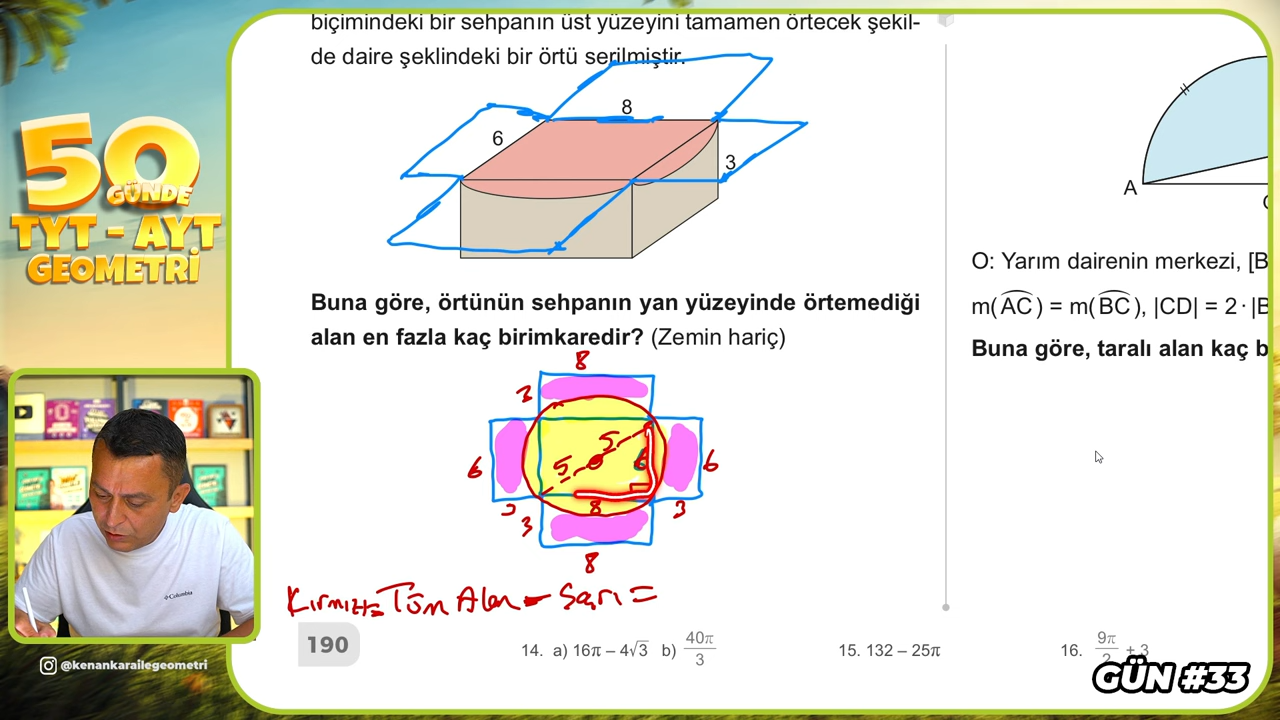 50
GÜNDE
TYT - AYT
GEOMETRİ
biçimindeki bir sehpanın üst yüzeyini tamamen örtecek şekil-
de daire şeklindeki bir örtü serilmiştir.
8
6
3
Buna göre, örtünün sehpanın yan yüzeyinde örtemediği
alan en fazla kaç birimkaredir? (Zemin hariç)
8
3
5
5
6
6
6
3
8
3
3
8
Kırmızı = Tüm Alan - Sarı =
190
14. a) 16π – 4√3 b) 40π/3
15. 132 – 25π
16. 9π/2 + 3
A
O: Yarım dairenin merkezi, [B
m(AC) = m(BC), |CD| = 2·|B
Buna göre, taralı alan kaç b
Columbia
@kenankarailegeometri
GÜN #33